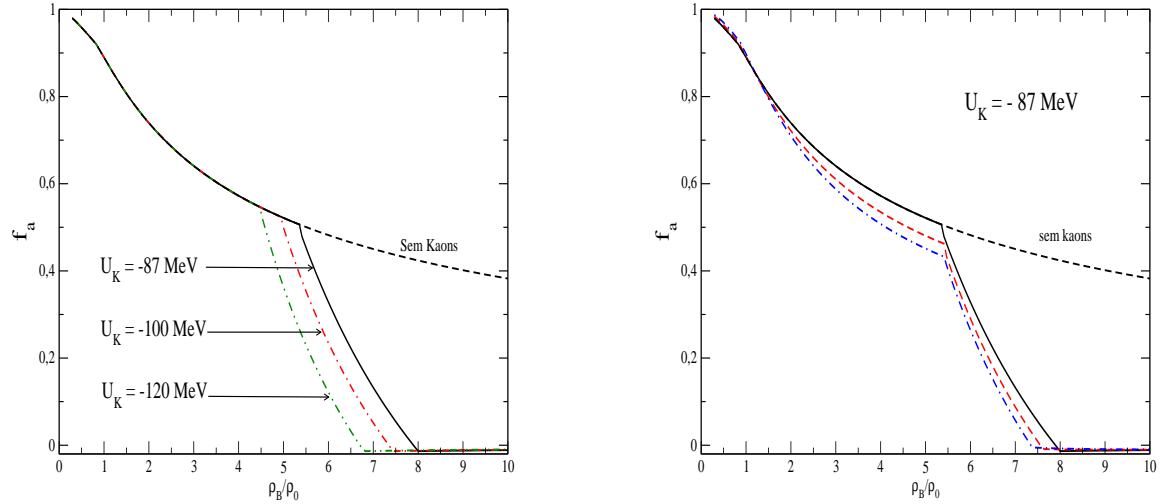 1
0,8
0,6
0,4
0,2
0
f_a
Sem Kaons
U_K = -87 MeV
U_K = -100 MeV
U_K = -120 MeV
0 1 2 3 4 5 6 7 8 9 10
ρ_B/ρ_0
1
0,8
0,6
0,4
0,2
0
f_a
U_K = - 87 MeV
sem kaons
0 1 2 3 4 5 6 7 8 9 10
ρ_B/ρ_0